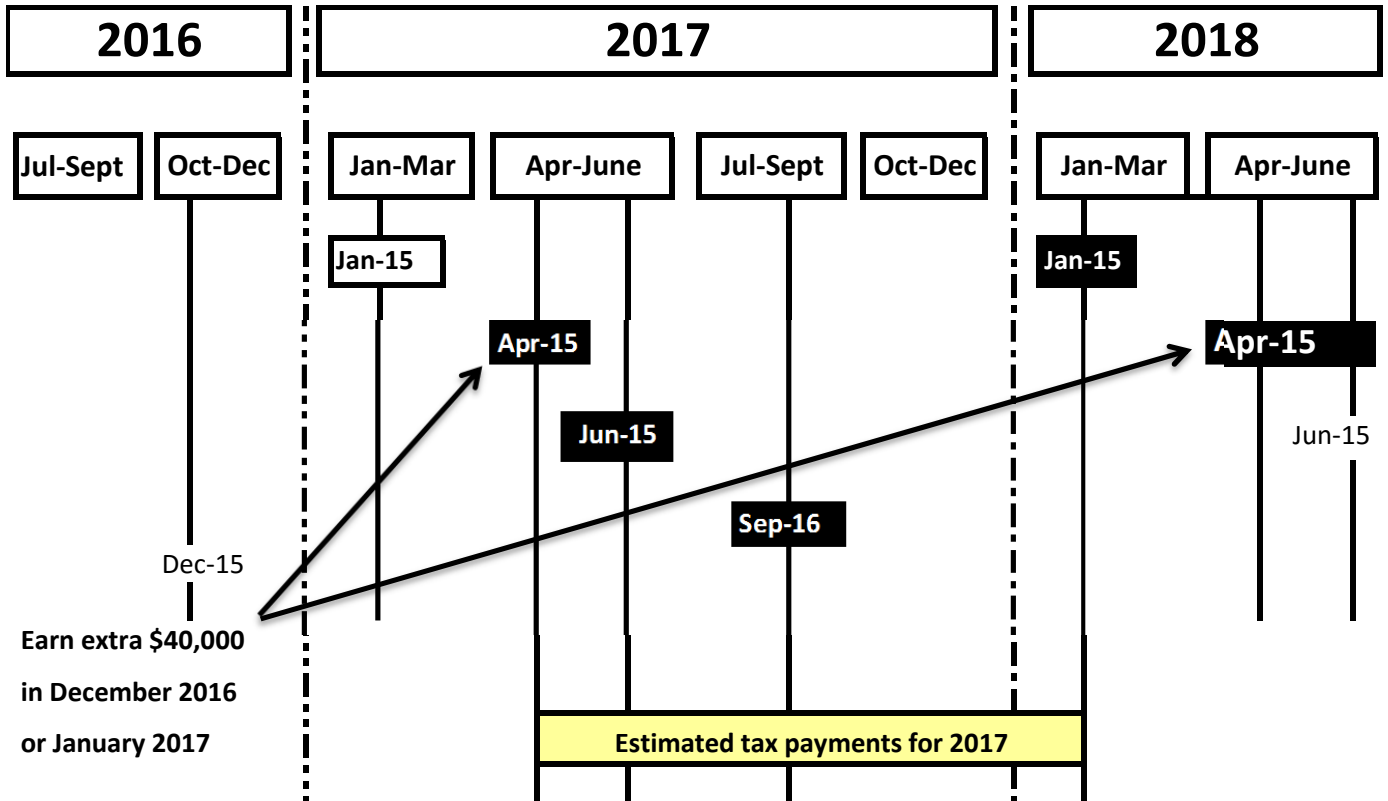 2016
2017
2018
Jul-Sept
Oct-Dec
Jan-Mar
Apr-June
Jul-Sept
Oct-Dec
Jan-Mar
Apr-June
Jan-15
Jan-15
Apr-15
Apr-15
Jun-15
Jun-15
Sep-16
Dec-15
Earn extra $40,000
in December 2016
or January 2017
Estimated tax payments for 2017